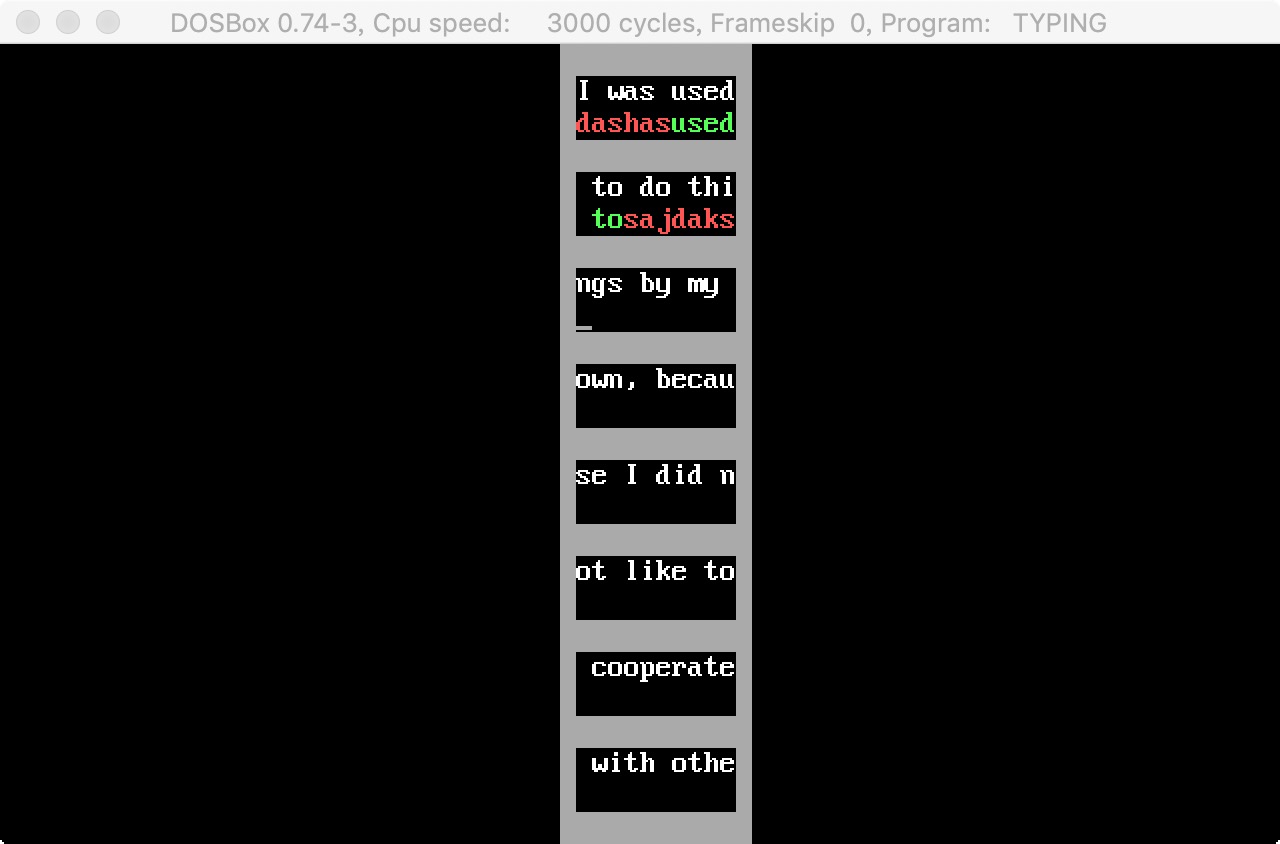 DOSBox 0.74-3, Cpu speed: 3000 cycles, Frameskip 0, Program: TYPING
I was used
dashasused
to do thi
tosajdaks
ngs by my
own, becau
se I did n
ot like to
cooperate
with othe